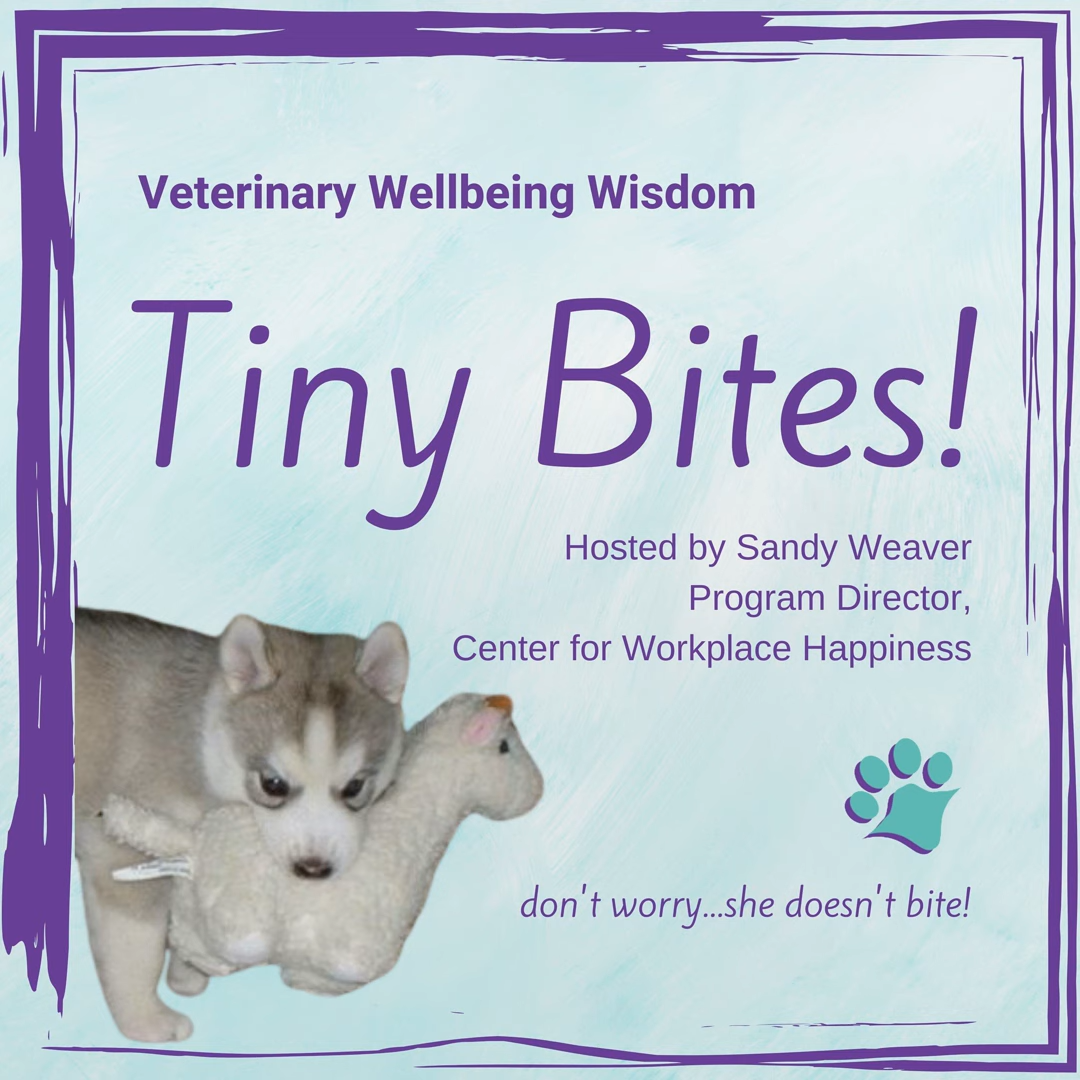 Veterinary Wellbeing Wisdom
Tiny Bites!
Hosted by Sandy Weaver
Program Director,
Center for Workplace Happiness
don't worry...she doesn't bite!